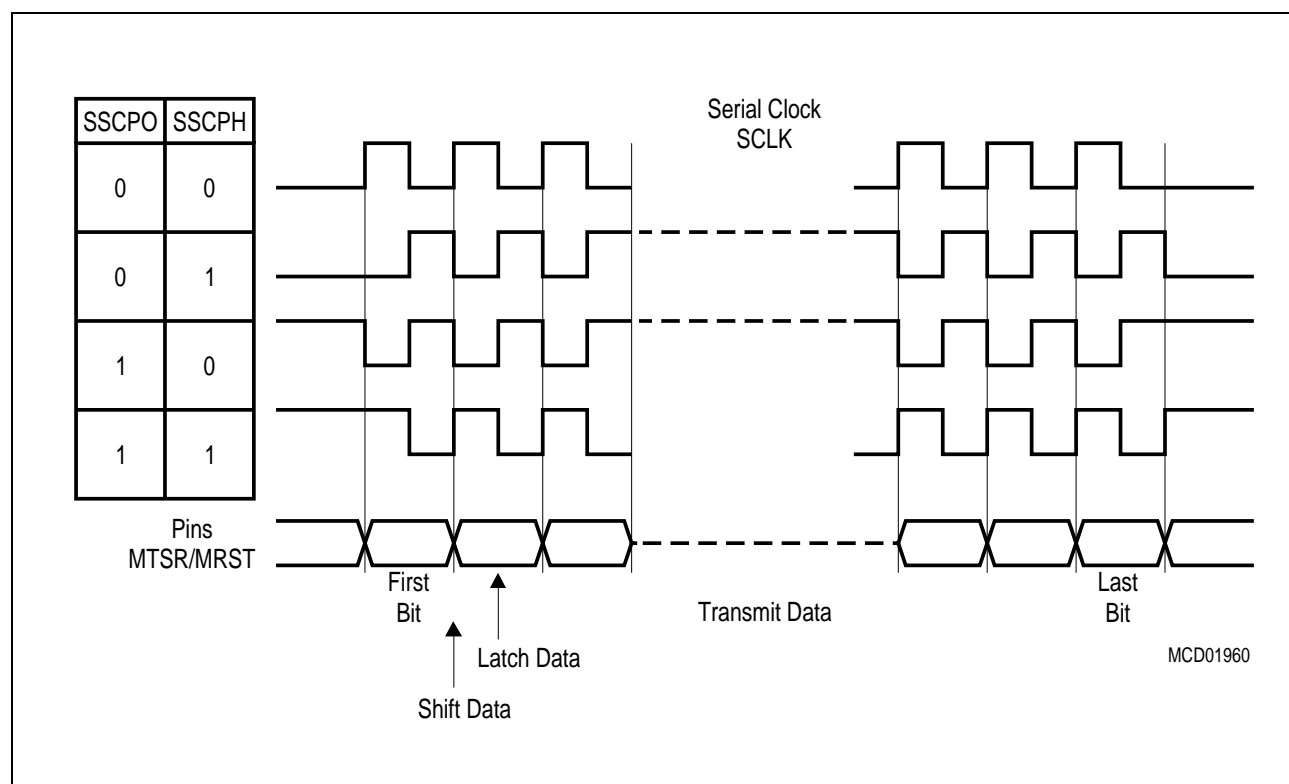 SSCPO SSCPH
0 0
0 1
1 0
1 1
Serial Clock
SCLK
Pins
MTSR/MRST
First
Bit
Last
Bit
Transmit Data
Latch Data
Shift Data
MCD01960